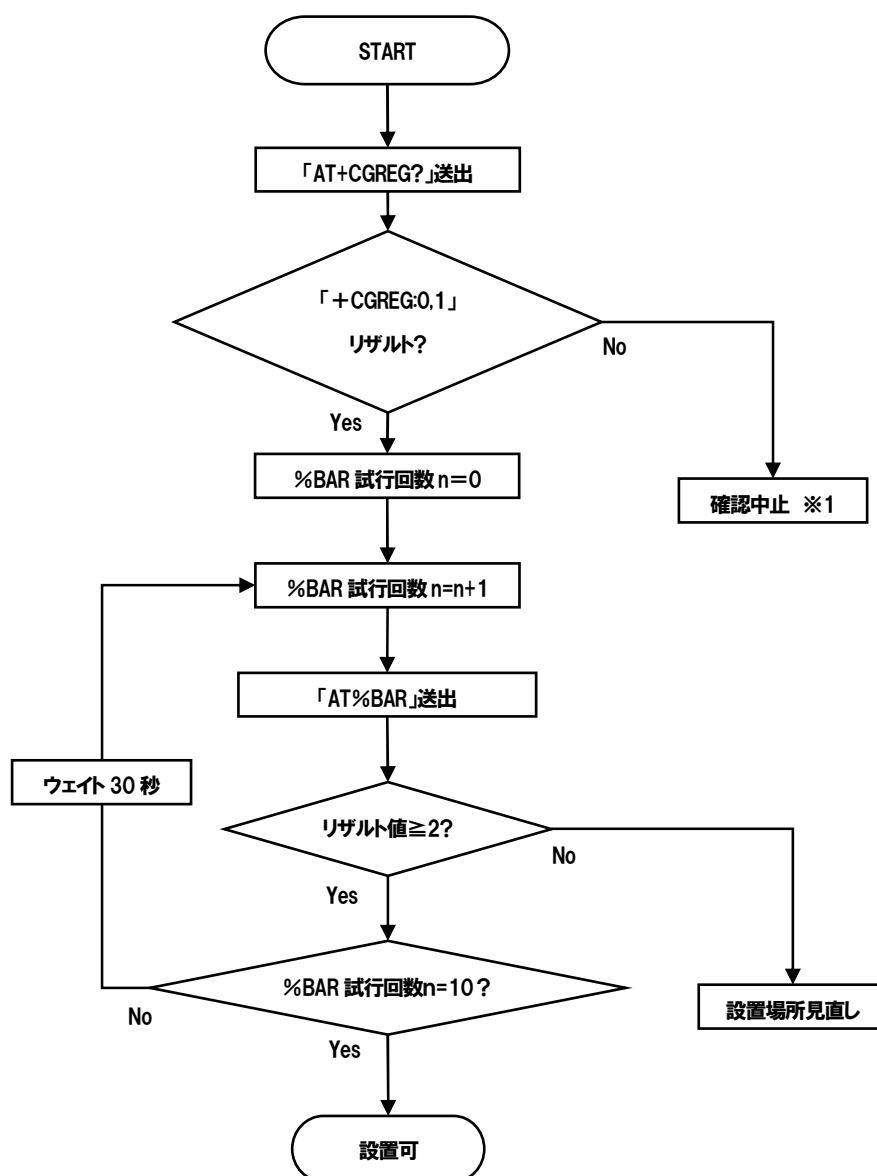 START
「AT+CGREG?」送出
「+CGREG:0,1」
リザルト?
No
Yes
%BAR 試行回数 n=0
確認中止 ※1
%BAR 試行回数 n=n+1
「AT%BAR」送出
ウェイト 30 秒
リザルト値≧2?
No
Yes
%BAR 試行回数n=10?
No
設置場所見直し
Yes
設置可